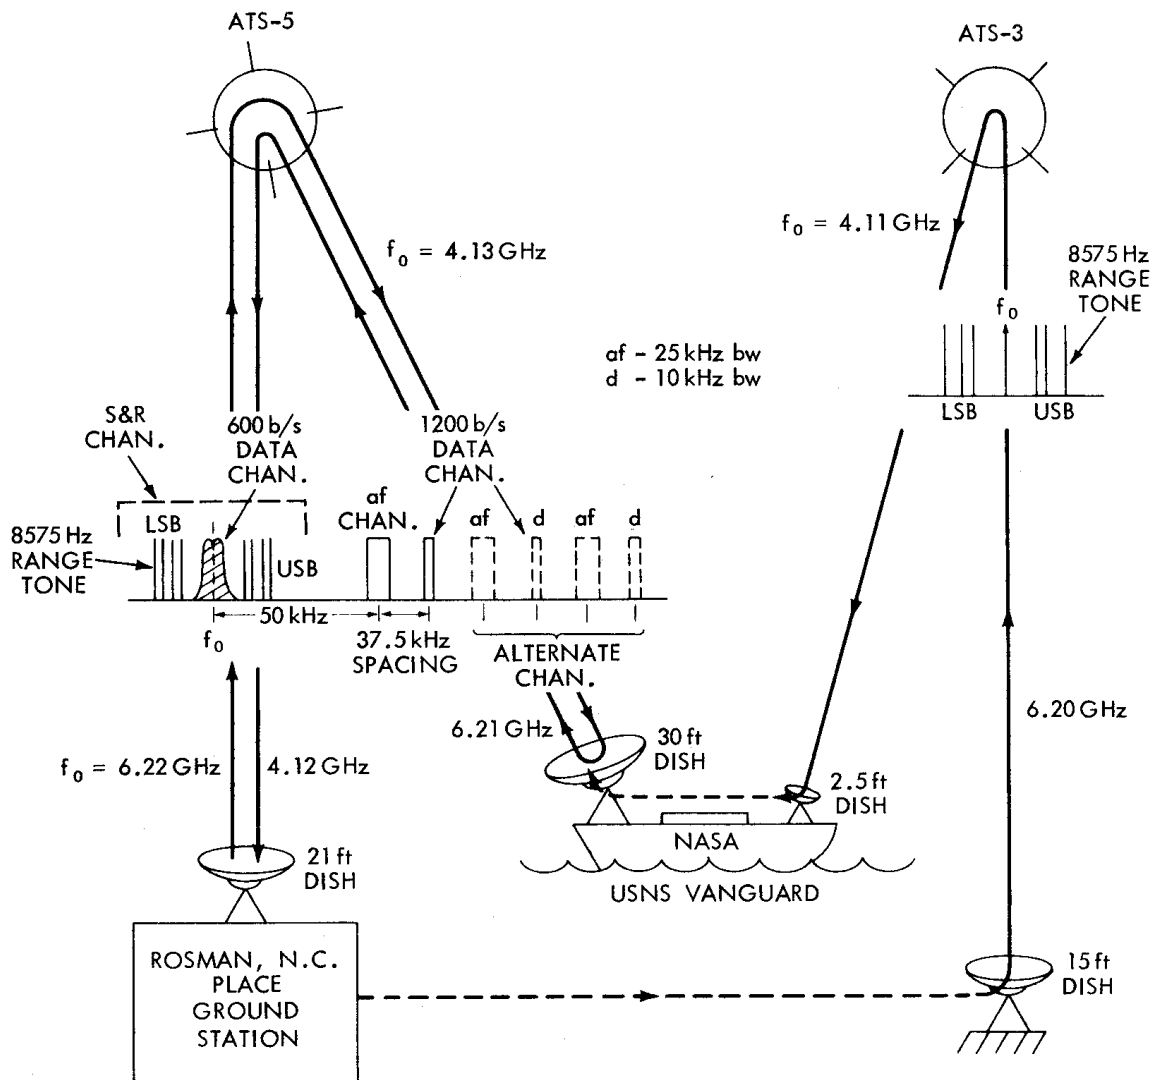 ATS-5
ATS-3
f₀ = 4.13 GHz
f₀ = 4.11 GHz
8575 Hz
RANGE
TONE
f₀
af - 25 kHz bw
d - 10 kHz bw
LSB
USB
S&R
CHAN.
600 b/s
DATA
CHAN.
1200 b/s
DATA
CHAN.
8575 Hz
RANGE
TONE
LSB
USB
af
CHAN.
af
d
af
d
50 kHz
f₀
37.5 kHz
SPACING
ALTERNATE
CHAN.
6.21 GHz
30 ft
DISH
6.20 GHz
f₀ = 6.22 GHz
4.12 GHz
2.5 ft
DISH
NASA
USNS VANGUARD
21 ft
DISH
ROSMAN, N.C.
PLACE
GROUND
STATION
15 ft
DISH